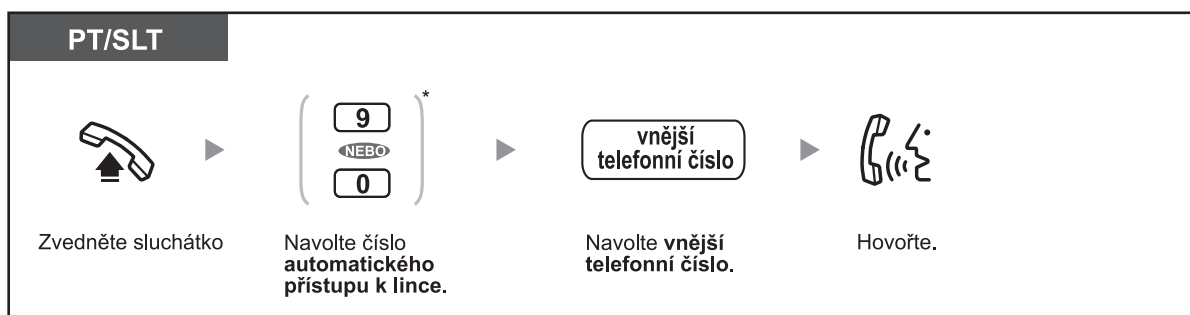 PT/SLT
*
9
NEBO
0
vnější
telefonní číslo
Zvedněte sluchátko
Navolte číslo
automatického
přístupu k lince.
Navolte vnější
telefonní číslo.
Hovořte.